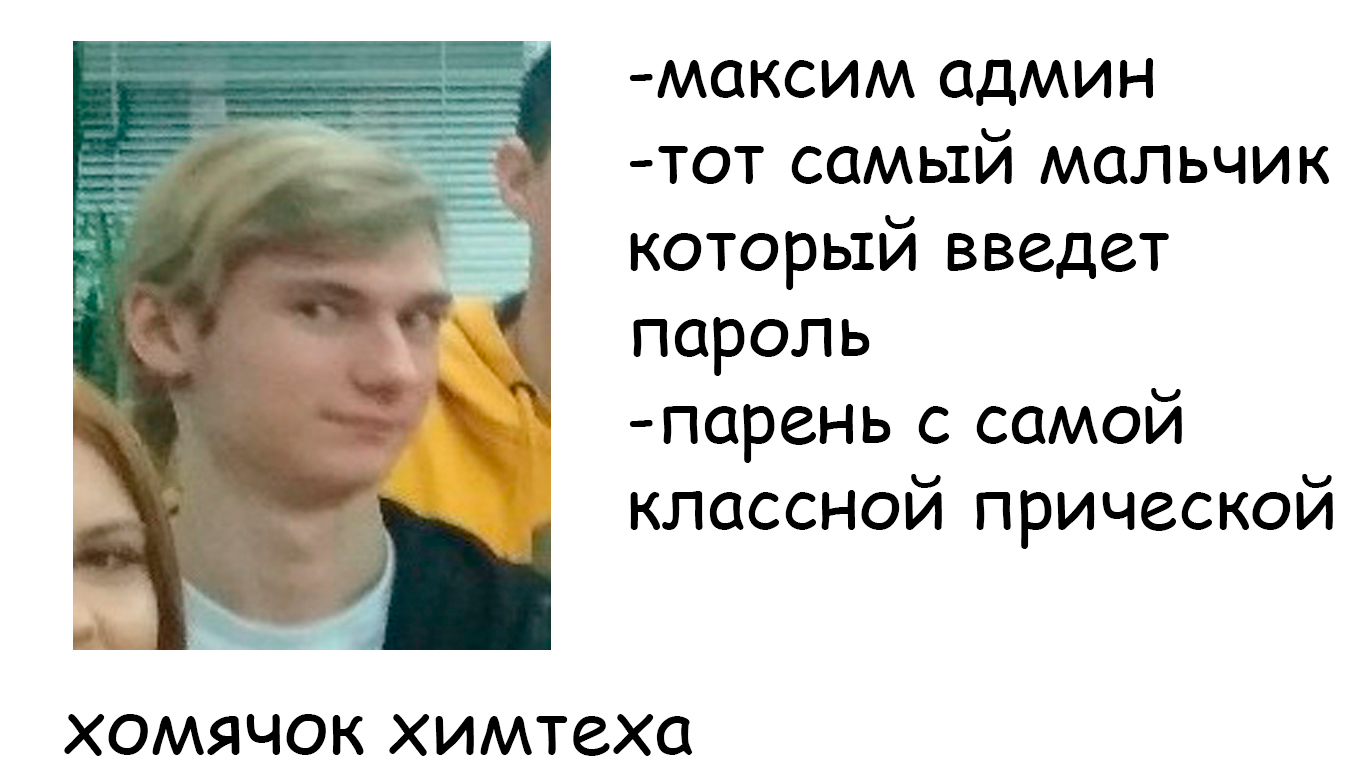 -максим админ
-тот самый мальчик
который введет
пароль
-парень с самой
классной прической
хомячок химтеха